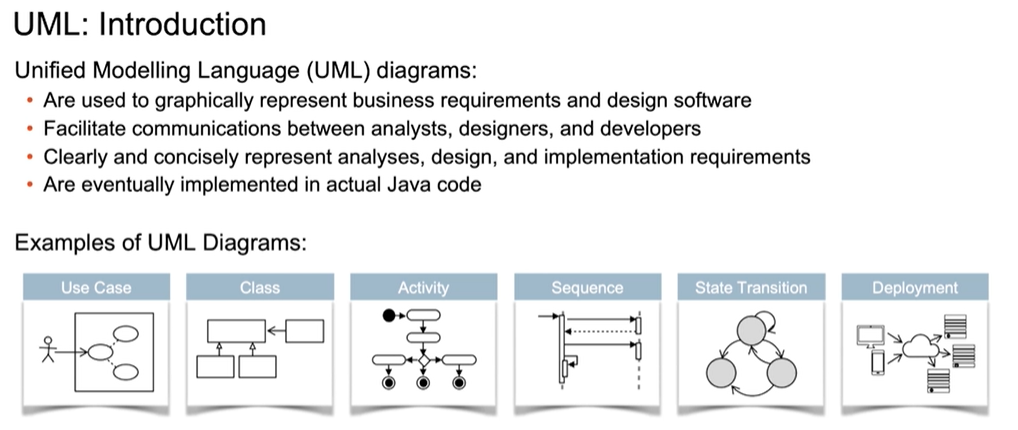 UML: Introduction
Unified Modelling Language (UML) diagrams:
• Are used to graphically represent business requirements and design software
• Facilitate communications between analysts, designers, and developers
• Clearly and concisely represent analyses, design, and implementation requirements
• Are eventually implemented in actual Java code
Examples of UML Diagrams:
Use Case
Class
Activity
Sequence
State Transition
Deployment